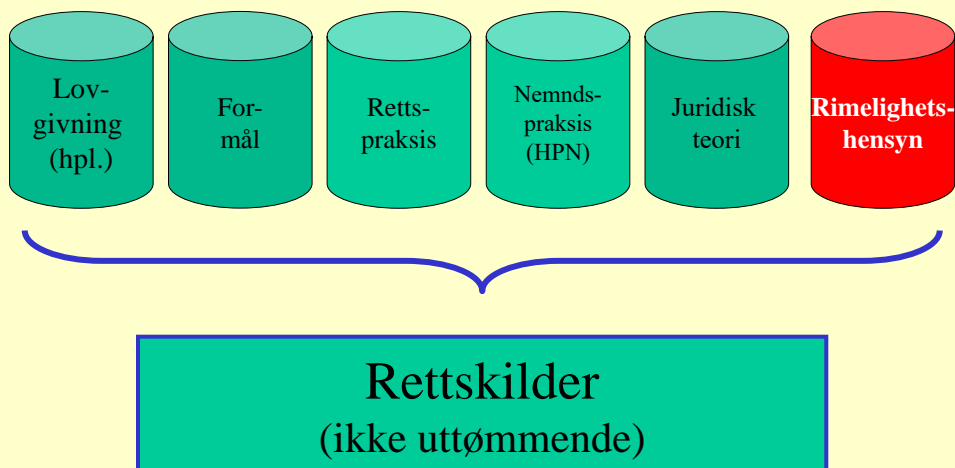 Lov-
givning
(hpl.)
For-
mål
Retts-
praksis
Nemnds-
praksis
(HPN)
Juridisk
teori
Rimelighets-
hensyn
Rettskilder
(ikke uttømmende)